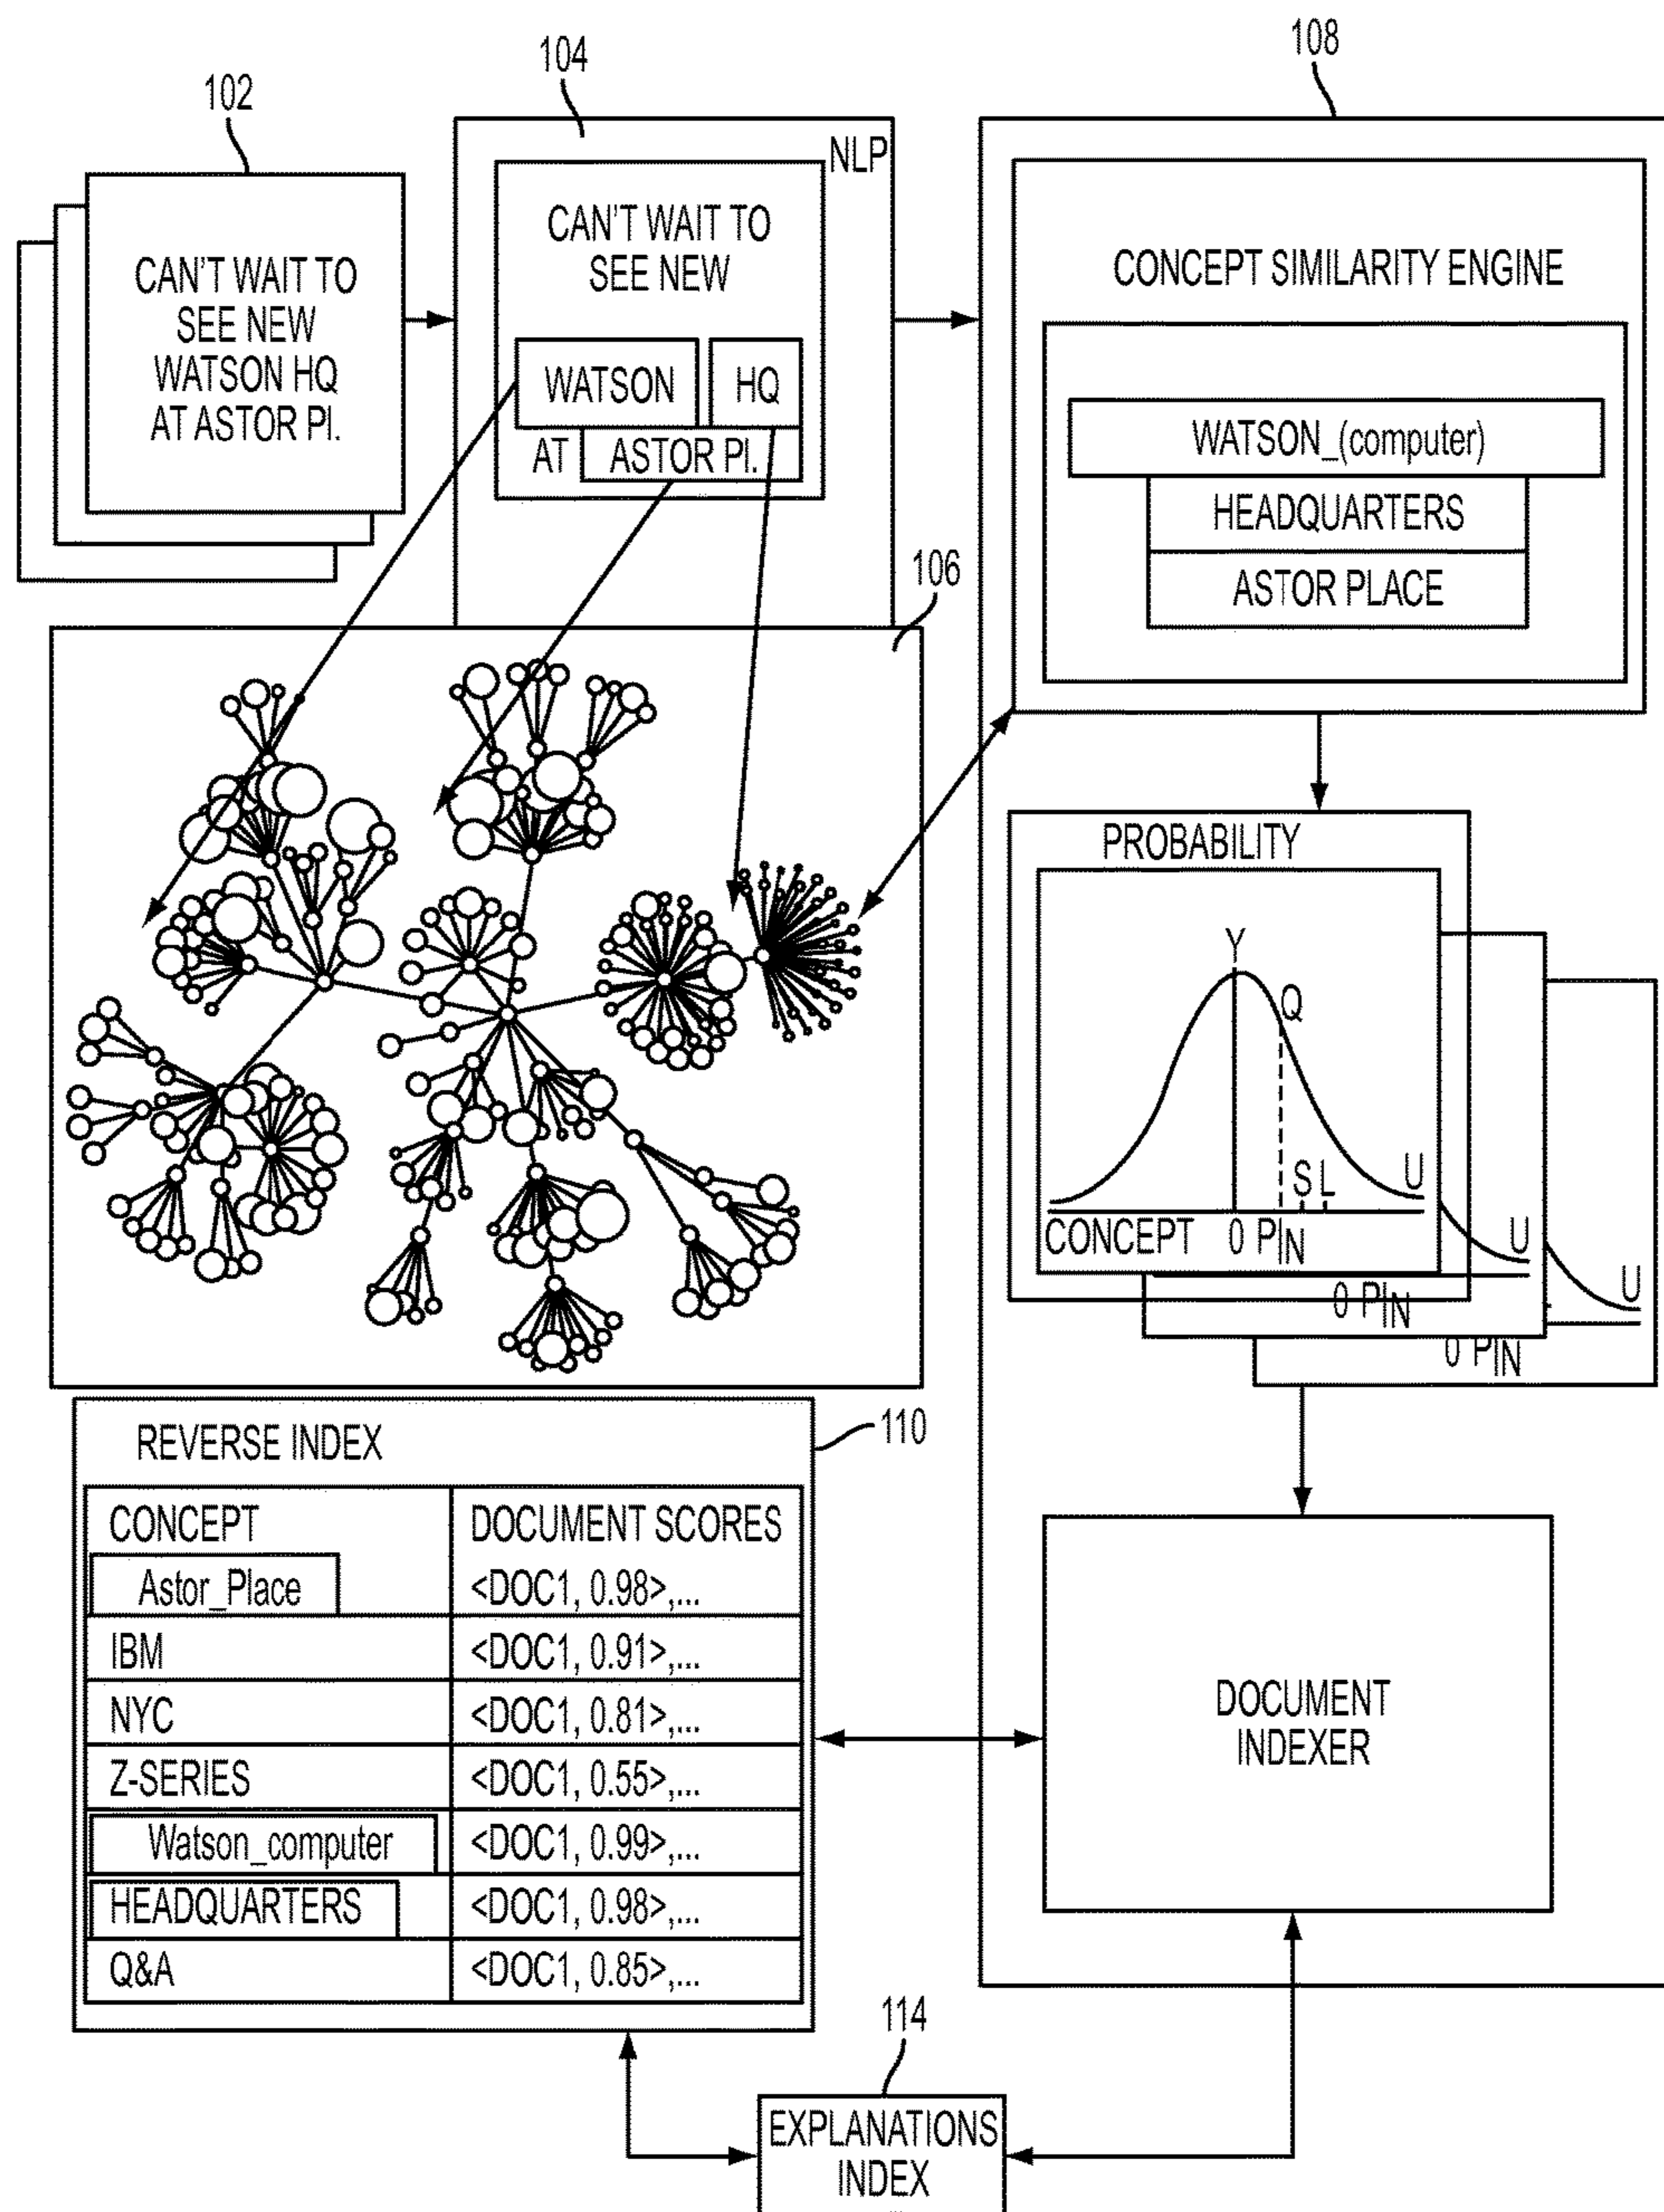 102
CAN'T WAIT TO
SEE NEW
WATSON HQ
AT ASTOR Pl.
104
NLP
CAN'T WAIT TO
SEE NEW
WATSON HQ
AT ASTOR Pl.
106
108
CONCEPT SIMILARITY ENGINE
WATSON_(computer)
HEADQUARTERS
ASTOR PLACE
PROBABILITY
Y
Q
S L
U
CONCEPT 0 PIN
U
0 PIN
U
0 PIN
110
REVERSE INDEX
CONCEPT DOCUMENT SCORES
Astor_Place <DOC1, 0.98>,...
IBM <DOC1, 0.91>,...
NYC <DOC1, 0.81>,...
Z-SERIES <DOC1, 0.55>,...
Watson_computer <DOC1, 0.99>,...
HEADQUARTERS <DOC1, 0.98>,...
Q&A <DOC1, 0.85>,...
DOCUMENT
INDEXER
114
EXPLANATIONS
INDEX